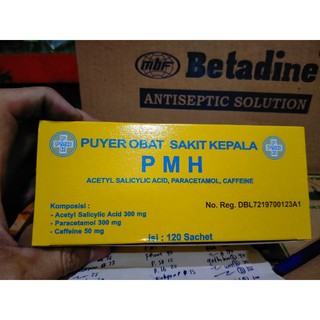 mbf
Betadine
ANTISEPTIC SOLUTION
PUYER OBAT SAKIT KEPALA
PMH
ACETYL SALICYLIC ACID, PARACETAMOL, CAFFEINE
No. Reg. DBL7219700123A1
Komposisi :
- Acetyl Salicylic Acid 300 mg
- Paracetamol 300 mg
- Caffeine 50 mg
Isi : 120 Sachet